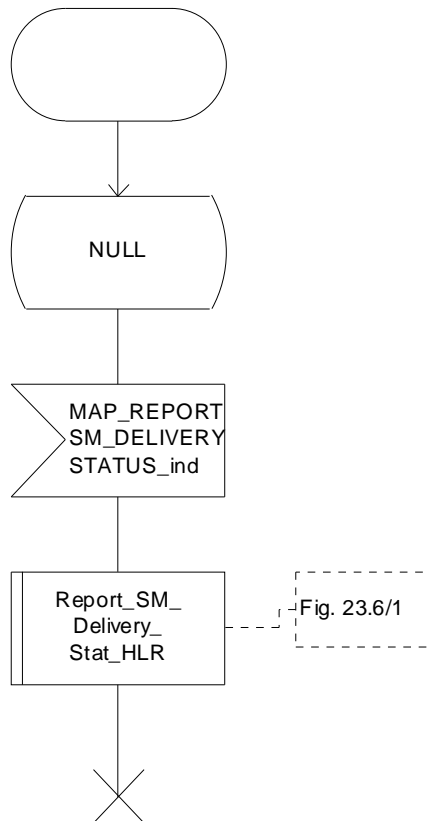 NULL
MAP_REPORT
SM_DELIVERY
STATUS_ind
Report_SM_
Delivery_
Stat_HLR
Fig. 23.6/1